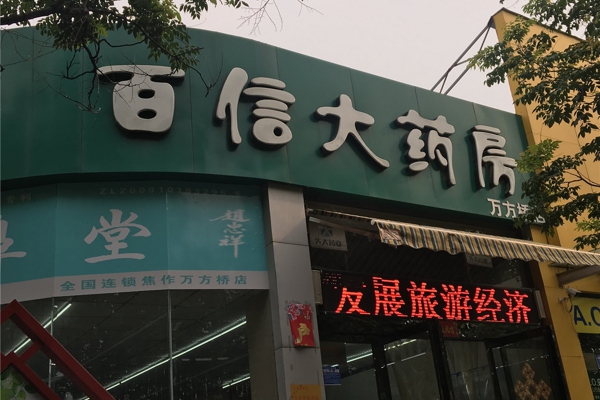 百信大药房
万方桥店
堂
赵忠祥
全国连锁焦作万方桥店
发展旅游经济
A.O